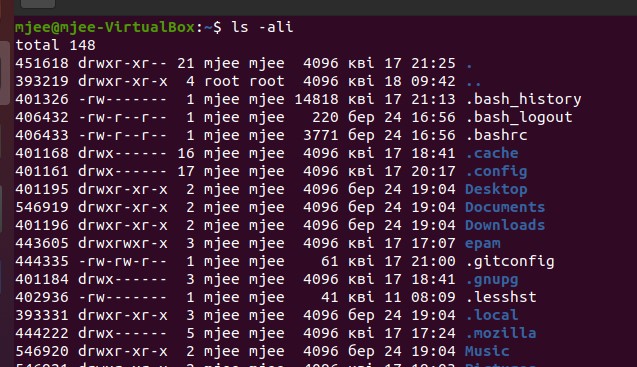 mjee@mjee-VirtualBox:~$ ls -ali
total 148
451618 drwxr-xr-- 21 mjee mjee  4096 кві 17 21:25 .
393219 drwxr-xr-x  4 root root  4096 кві 18 09:42 ..
401326 -rw-------  1 mjee mjee 14818 кві 17 21:13 .bash_history
406432 -rw-r--r--  1 mjee mjee   220 бер 24 16:56 .bash_logout
406433 -rw-r--r--  1 mjee mjee  3771 бер 24 16:56 .bashrc
401168 drwx------ 16 mjee mjee  4096 кві 17 18:41 .cache
401161 drwx------ 17 mjee mjee  4096 кві 17 20:17 .config
401195 drwxr-xr-x  2 mjee mjee  4096 бер 24 19:04 Desktop
546919 drwxr-xr-x  2 mjee mjee  4096 бер 24 19:04 Documents
401196 drwxr-xr-x  2 mjee mjee  4096 бер 24 19:04 Downloads
443605 drwxrwxr-x  3 mjee mjee  4096 кві 17 17:07 epam
444335 -rw-rw-r--  1 mjee mjee    61 кві 17 21:00 .gitconfig
401184 drwx------  3 mjee mjee  4096 кві 17 18:41 .gnupg
402936 -rw-------  1 mjee mjee    41 кві 11 08:09 .lesshst
393331 drwxr-xr-x  3 mjee mjee  4096 бер 24 19:04 .local
444222 drwx------  5 mjee mjee  4096 кві 17 17:24 .mozilla
546920 drwxr-xr-x  2 mjee mjee  4096 бер 24 19:04 Music